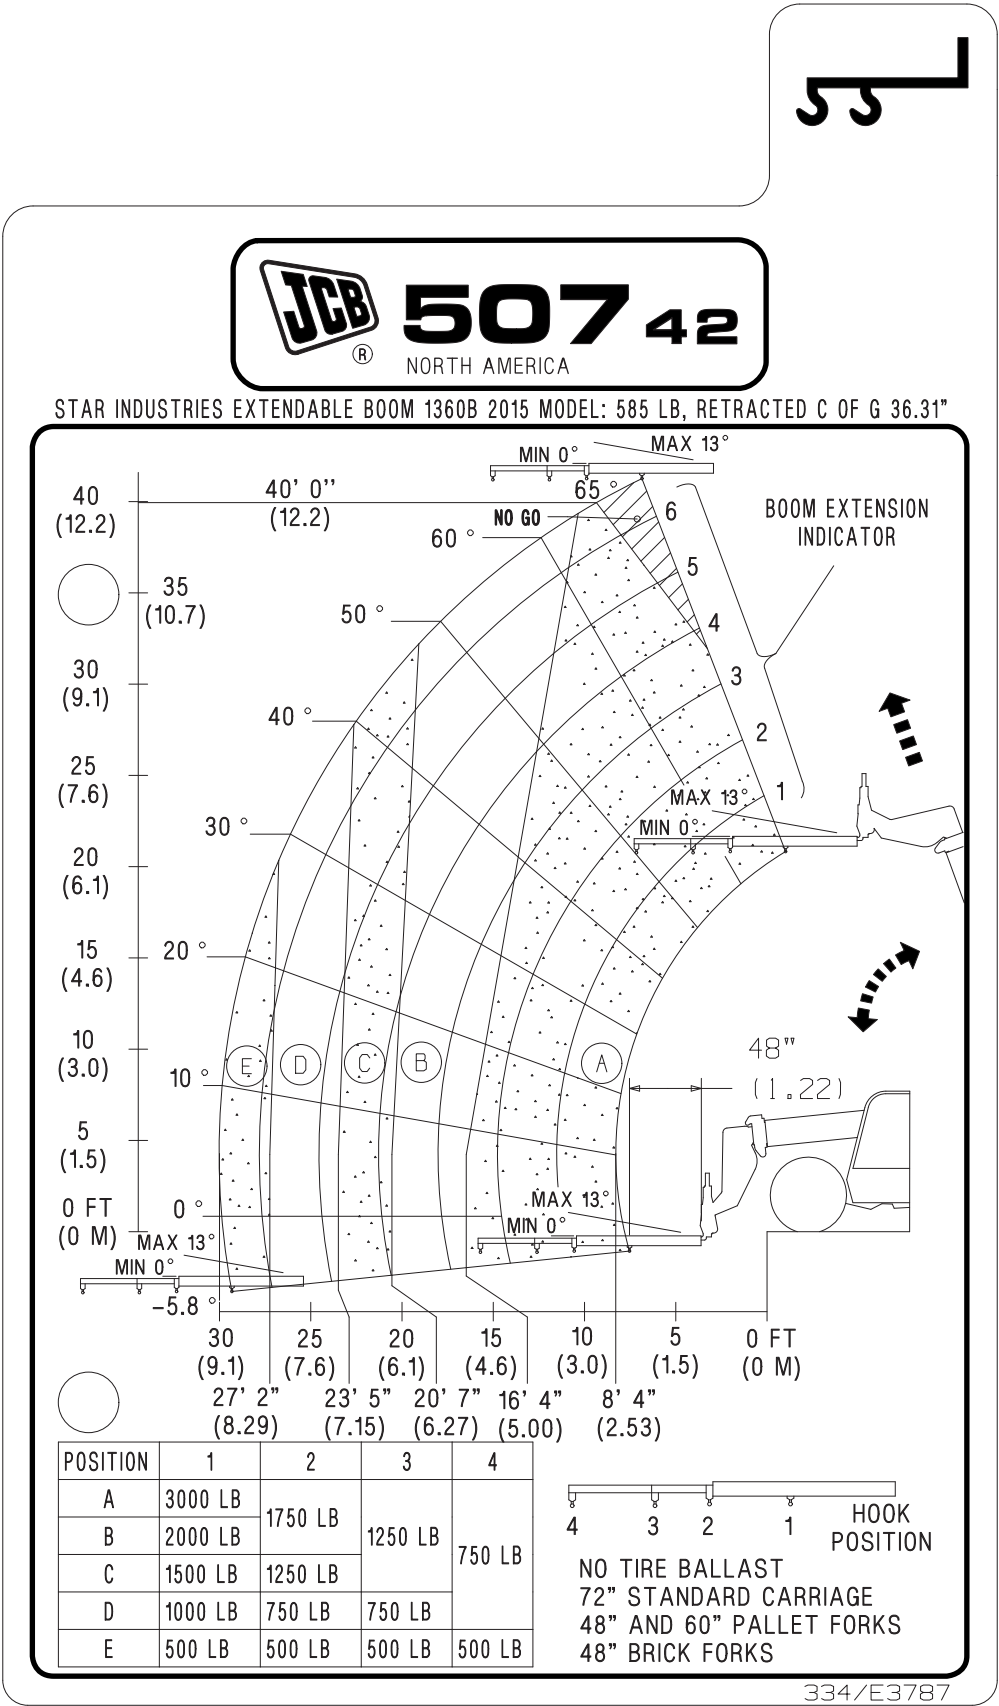 JCB
®
507 42
NORTH AMERICA
STAR INDUSTRIES EXTENDABLE BOOM 1360B 2015 MODEL: 585 LB, RETRACTED C OF G 36.31”
MIN 0° MAX 13°
40 40' 0'' 65 °
(12.2) (12.2)
NO GO
60 °
6
BOOM EXTENSION
INDICATOR
5
35
(10.7)
50 °
4
30
(9.1)
3
40 °
2
25
(7.6)
1
MAX 13°
30 ° MIN 0°
20
(6.1)
15
(4.6)
20 °
10
(3.0)
48"
(1.22)
E D C B A
10 °
5
(1.5)
0 FT
(0 M)
0 °
MAX 13°
MIN 0°
MAX 13°
MIN 0°
-5.8 °
30 25 20 15 10 5 0 FT
(9.1) (7.6) (6.1) (4.6) (3.0) (1.5) (0 M)
27' 2” 23' 5” 20' 7” 16' 4” 8' 4”
(8.29) (7.15) (6.27) (5.00) (2.53)
POSITION 1 2 3 4
A 3000 LB 1750 LB 1250 LB 750 LB
B 2000 LB
C 1500 LB 1250 LB
D 1000 LB 750 LB 750 LB
E 500 LB 500 LB 500 LB 500 LB
4 3 2 1 HOOK
POSITION
NO TIRE BALLAST
72” STANDARD CARRIAGE
48” AND 60” PALLET FORKS
48” BRICK FORKS
334/E3787